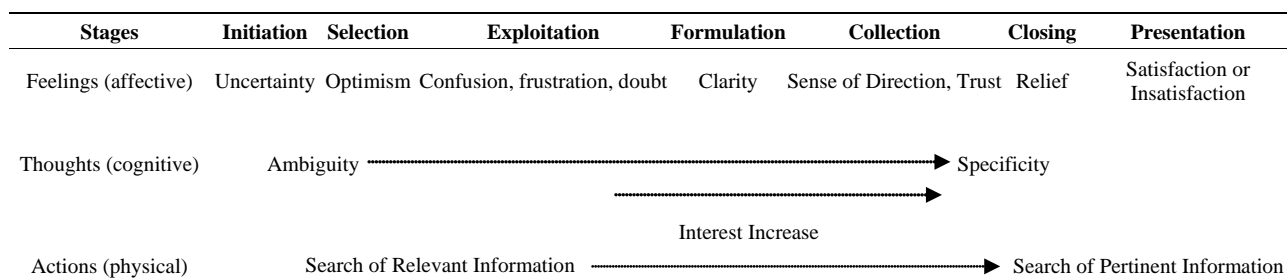 Stages Initiation Selection Exploitation Formulation Collection Closing Presentation
Feelings (affective) Uncertainty Optimism Confusion, frustration, doubt Clarity Sense of Direction, Trust Relief Satisfaction or
Insatisfaction
Thoughts (cognitive) Ambiguity Specificity
Interest Increase
Actions (physical) Search of Relevant Information Search of Pertinent Information